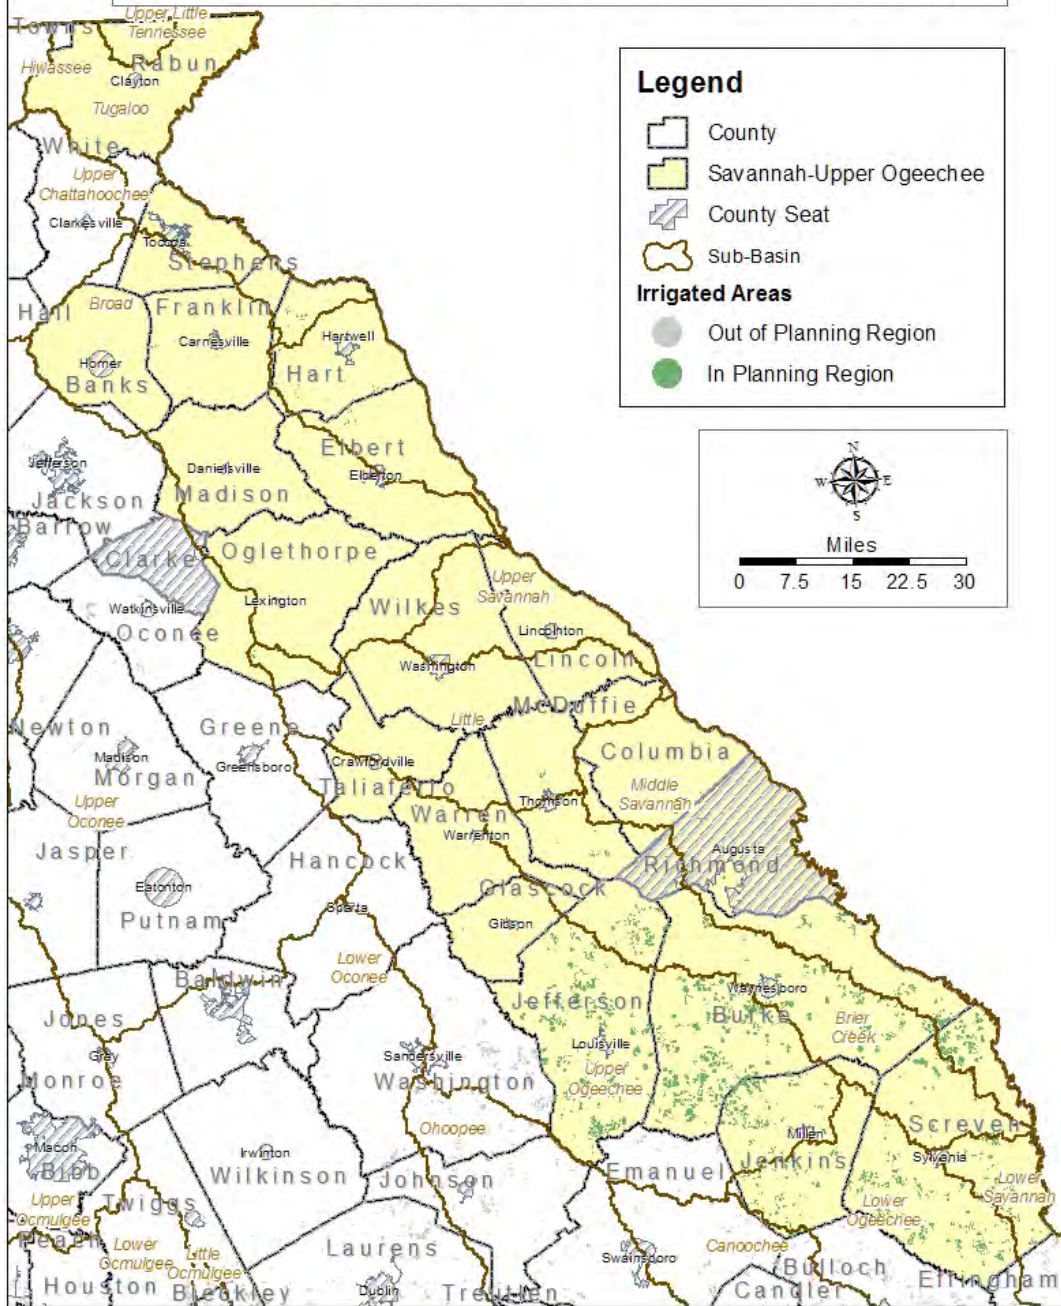 Upper Little
Tennessee
Towns
Rabun
Hiwassee
Clayton
Tugaloo
White
Upper
Chattahoochee
Clarkesville
Toccoa
Stephens
Legend
County
Savannah-Upper Ogeechee
County Seat
Sub-Basin
Irrigated Areas
Out of Planning Region
In Planning Region
Hall
Broad
Franklin
Carnesville
Hartwell
Homer
Banks
Hart
Elbert
Elberton
Jefferson
Danielsville
Madison
Jackson
Barrow
N
W
E
S
Miles
0 7.5 15 22.5 30
Clarke
Oglethorpe
Watkinsville
Oconee
Lexington
Wilkes
Upper
Savannah
Lincolnton
Washington
Lincoln
Newton
Greene
Little
McDuffie
Madison
Morgan
Greensboro
Crawfordville
Taliaferro
Columbia
Middle
Savannah
Upper
Oconee
Thomson
Warren
Warrenton
Jasper
Hancock
Augusta
Richmond
Eatonton
Putnam
Sparta
Glascock
Gibson
Lower
Oconee
Baldwin
Jefferson
Waynesboro
Burke
Brier
Creek
Jones
Gray
Monroe
Sandersville
Washington
Louisville
Upper
Ogeechee
Screven
Macon
Bibb
Irwinton
Wilkinson
Ohoopee
Johnson
Emanuel
Millen
Jenkins
Sylvania
Lower
Savannah
Upper
Ocmulgee
Twiggs
Peach
Lower
Ocmulgee
Little
Ocmulgee
Lower
Ogeechee
Laurens
Swainsboro
Canoochee
Bulloch
Houston
Bleckley
Dublin
Treutlen
Candler
Effingham